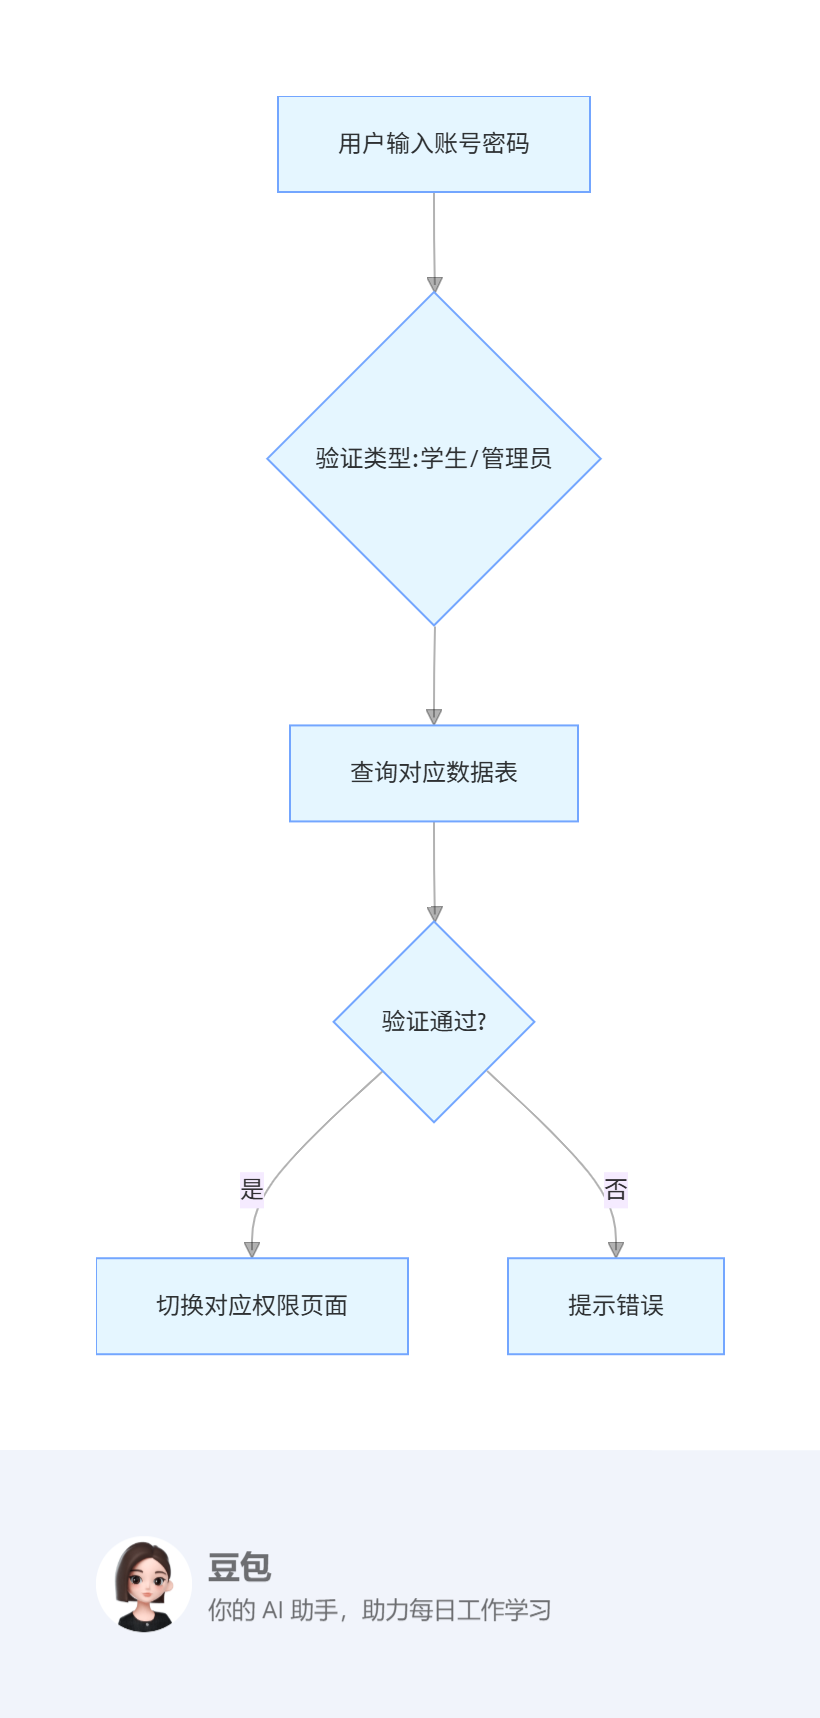 用户输入账号密码
验证类型:学生/管理员
查询对应数据表
验证通过?
是
否
切换对应权限页面
提示错误
豆包
你的 AI 助手，助力每日工作学习